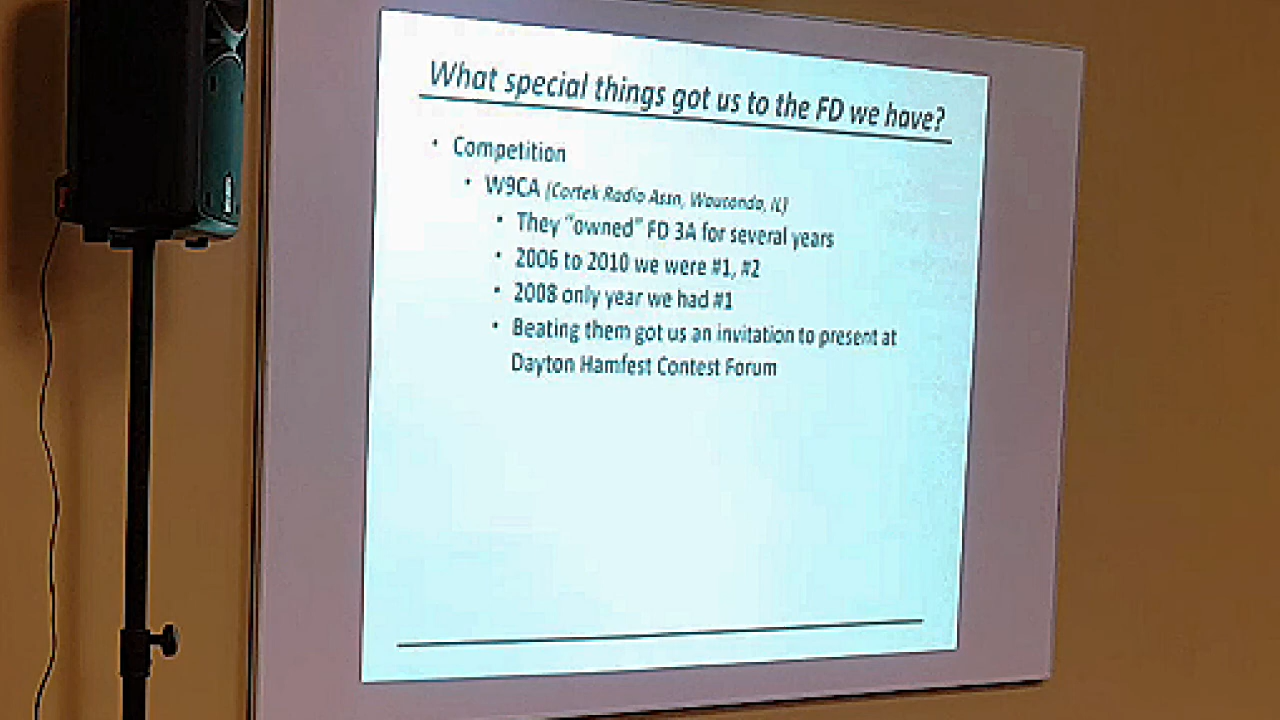 What special things got us to the FD we have?
• Competition
• W9CA (Cortek Radio Assn, Wauconda, IL)
• They “owned” FD 3A for several years
• 2006 to 2010 we were #1, #2
• 2008 only year we had #1
• Beating them got us an invitation to present at
Dayton Hamfest Contest Forum